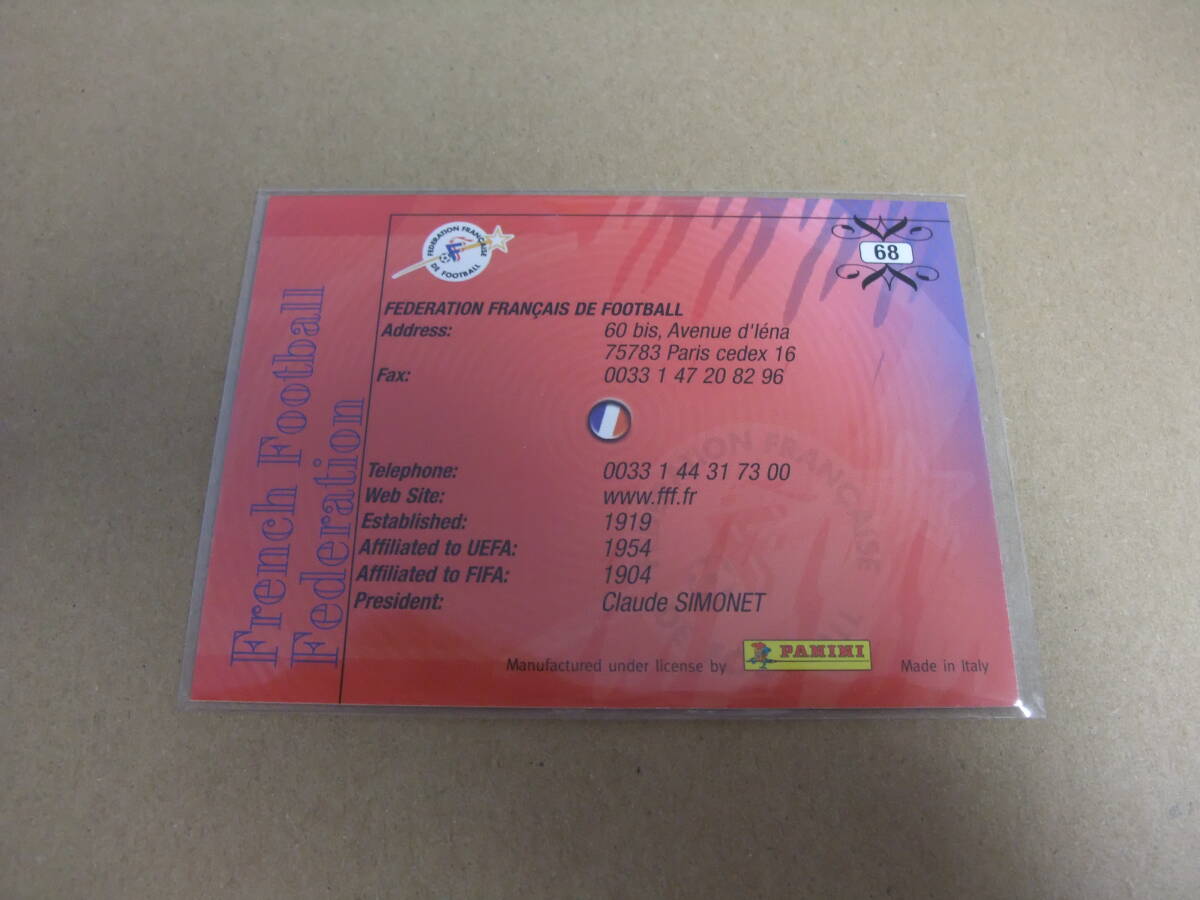 FEDERATION FRANÇAISE
DE FOOTBALL
FFF
68
French Football
Federation
FEDERATION FRANÇAIS DE FOOTBALL
Address: 60 bis, Avenue d'Iéna
75783 Paris cedex 16
Fax: 0033 1 47 20 82 96
Telephone: 0033 1 44 31 73 00
Web Site: www.fff.fr
Established: 1919
Affiliated to UEFA: 1954
Affiliated to FIFA: 1904
President: Claude SIMONET
Manufactured under license by PANINI Made in Italy